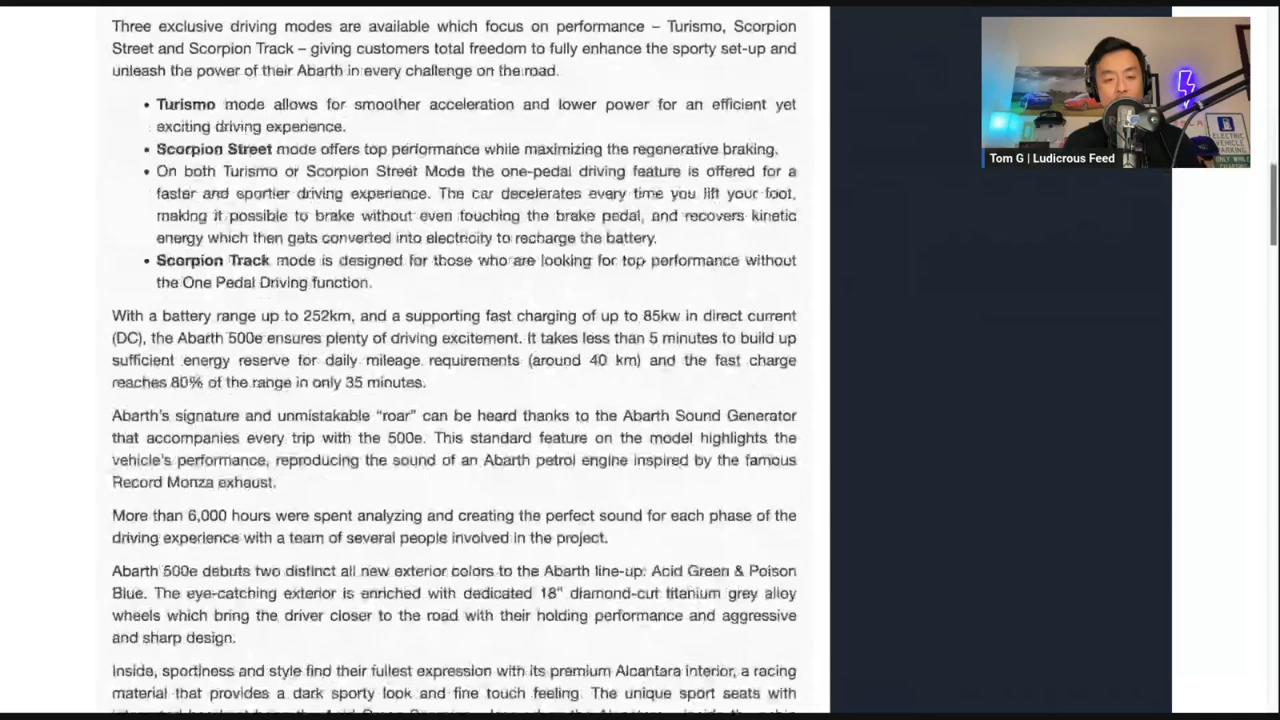 Three exclusive driving modes are available which focus on performance – Turismo, Scorpion
Street and Scorpion Track – giving customers total freedom to fully enhance the sporty set-up and
unleash the power of their Abarth in every challenge on the road.
• Turismo mode allows for smoother acceleration and lower power for an efficient yet
exciting driving experience.
• Scorpion Street mode offers top performance while maximizing the regenerative braking.
• On both Turismo or Scorpion Street Mode the one-pedal driving feature is offered for a
faster and sportier driving experience. The car decelerates every time you lift your foot,
making it possible to brake without even touching the brake pedal, and recovers kinetic
energy which then gets converted into electricity to recharge the battery.
• Scorpion Track mode is designed for those who are looking for top performance without
the One Pedal Driving function.
With a battery range up to 252km, and a supporting fast charging of up to 85kw in direct current
(DC), the Abarth 500e ensures plenty of driving excitement. It takes less than 5 minutes to build up
sufficient energy reserve for daily mileage requirements (around 40 km) and the fast charge
reaches 80% of the range in only 35 minutes.
Abarth's signature and unmistakable “roar” can be heard thanks to the Abarth Sound Generator
that accompanies every trip with the 500e. This standard feature on the model highlights the
vehicle's performance, reproducing the sound of an Abarth petrol engine inspired by the famous
Record Monza exhaust.
More than 6,000 hours were spent analyzing and creating the perfect sound for each phase of the
driving experience with a team of several people involved in the project.
Abarth 500e debuts two distinct all new exterior colors to the Abarth line-up: Acid Green & Poison
Blue. The eye-catching exterior is enriched with dedicated 18" diamond-cut titanium grey alloy
wheels which bring the driver closer to the road with their holding performance and aggressive
and sharp design.
Inside, sportiness and style find their fullest expression with its premium Alcantara interior, a racing
material that provides a dark sporty look and fine touch feeling. The unique sport seats with
Tom G | Ludicrous Feed
ELECTRIC
VEHICLE
PARKING
ONLY WHILE